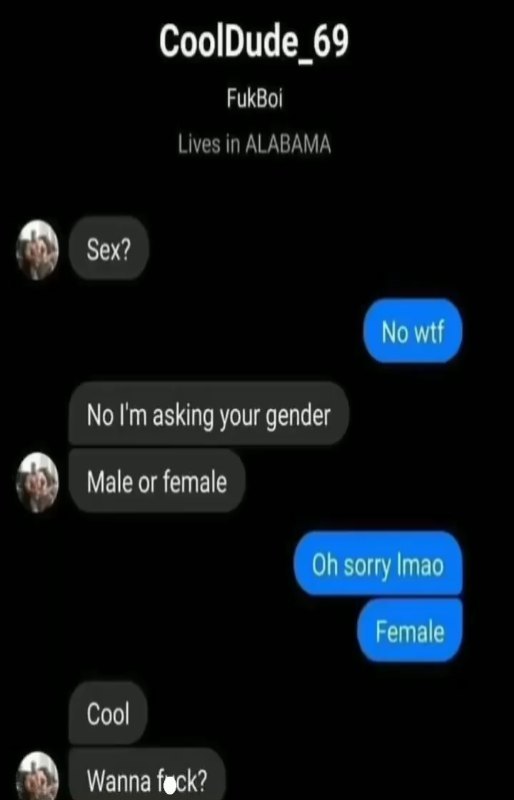 CoolDude_69
FukBoi
Lives in ALABAMA
Sex?
No wtf
No I'm asking your gender
Male or female
Oh sorry lmao
Female
Cool
Wanna f ck?